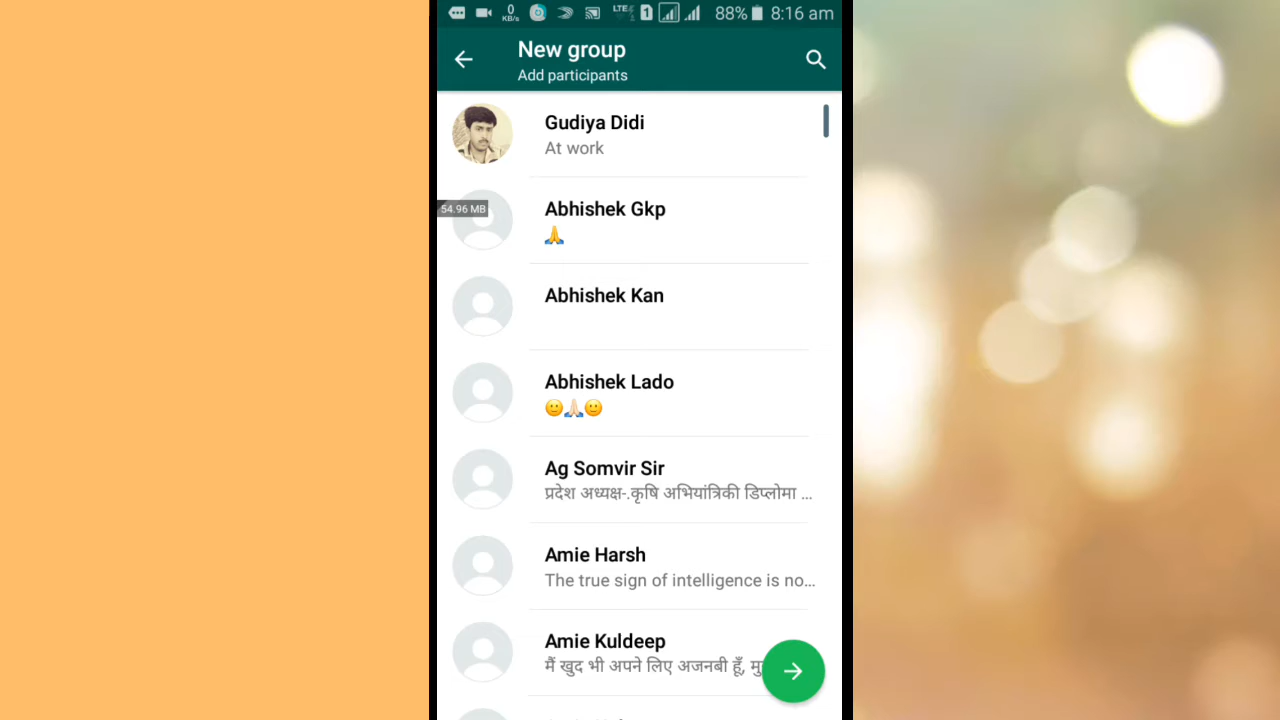 0 KB/s LTE 1 88% 8:16 am
New group
Add participants
Gudiya Didi
At work
54.96 MB
Abhishek Gkp
🙏
Abhishek Kan
Abhishek Lado
🙂🙏🏻🙂
Ag Somvir Sir
प्रदेश अध्यक्ष-.कृषि अभियांत्रिकी डिप्लोमा ...
Amie Harsh
The true sign of intelligence is no...
Amie Kuldeep
मैं खुद भी अपने लिए अजनबी हूँ,